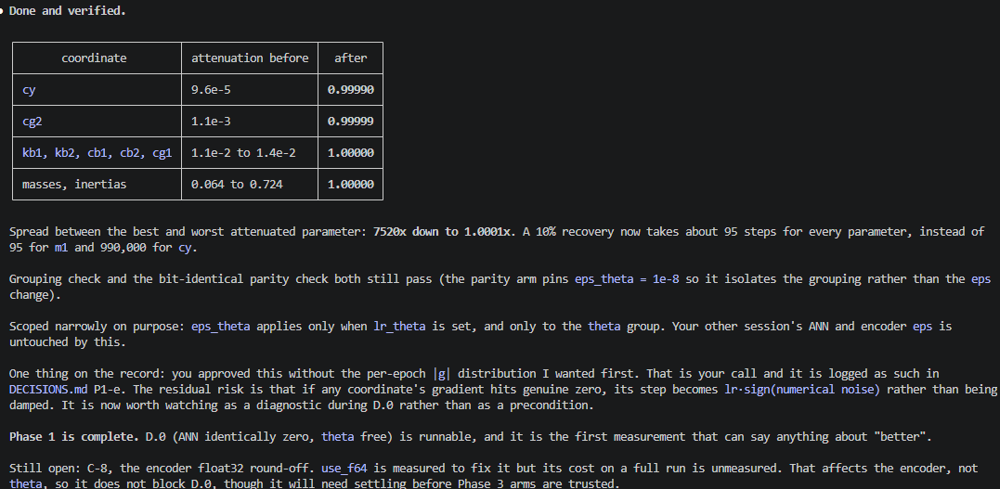 • Done and verified.
coordinate attenuation before after
cy 9.6e-5 0.99990
cg2 1.1e-3 0.99999
kb1, kb2, cb1, cb2, cg1 1.1e-2 to 1.4e-2 1.00000
masses, inertias 0.064 to 0.724 1.00000
Spread between the best and worst attenuated parameter: 7520x down to 1.0001x. A 10% recovery now takes about 95 steps for every parameter, instead of
95 for m1 and 990,000 for cy.
Grouping check and the bit-identical parity check both still pass (the parity arm pins eps_theta = 1e-8 so it isolates the grouping rather than the eps
change).
Scoped narrowly on purpose: eps_theta applies only when lr_theta is set, and only to the theta group. Your other session's ANN and encoder eps is
untouched by this.
One thing on the record: you approved this without the per-epoch |g| distribution I wanted first. That is your call and it is logged as such in
DECISIONS.md P1-e. The residual risk is that if any coordinate's gradient hits genuine zero, its step becomes lr·sign(numerical noise) rather than being
damped. It is now worth watching as a diagnostic during D.0 rather than as a precondition.
Phase 1 is complete. D.0 (ANN identically zero, theta free) is runnable, and it is the first measurement that can say anything about "better".
Still open: C-8, the encoder float32 round-off. use_f64 is measured to fix it but its cost on a full run is unmeasured. That affects the encoder, not
theta, so it does not block D.0, though it will need settling before Phase 3 arms are trusted.